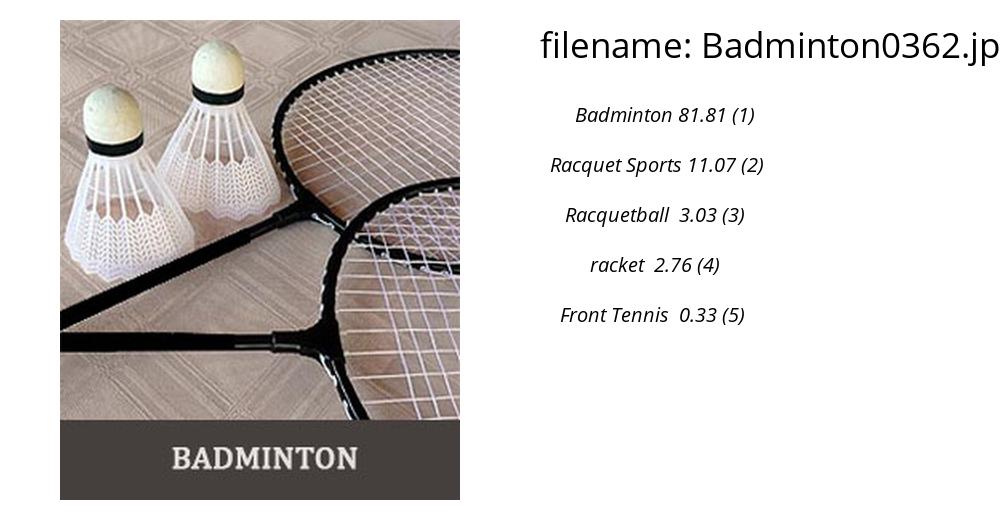 filename: Badminton0362.jp
Badminton 81.81 (1)
Racquet Sports 11.07 (2)
Racquetball 3.03 (3)
racket 2.76 (4)
Front Tennis 0.33 (5)
BADMINTON